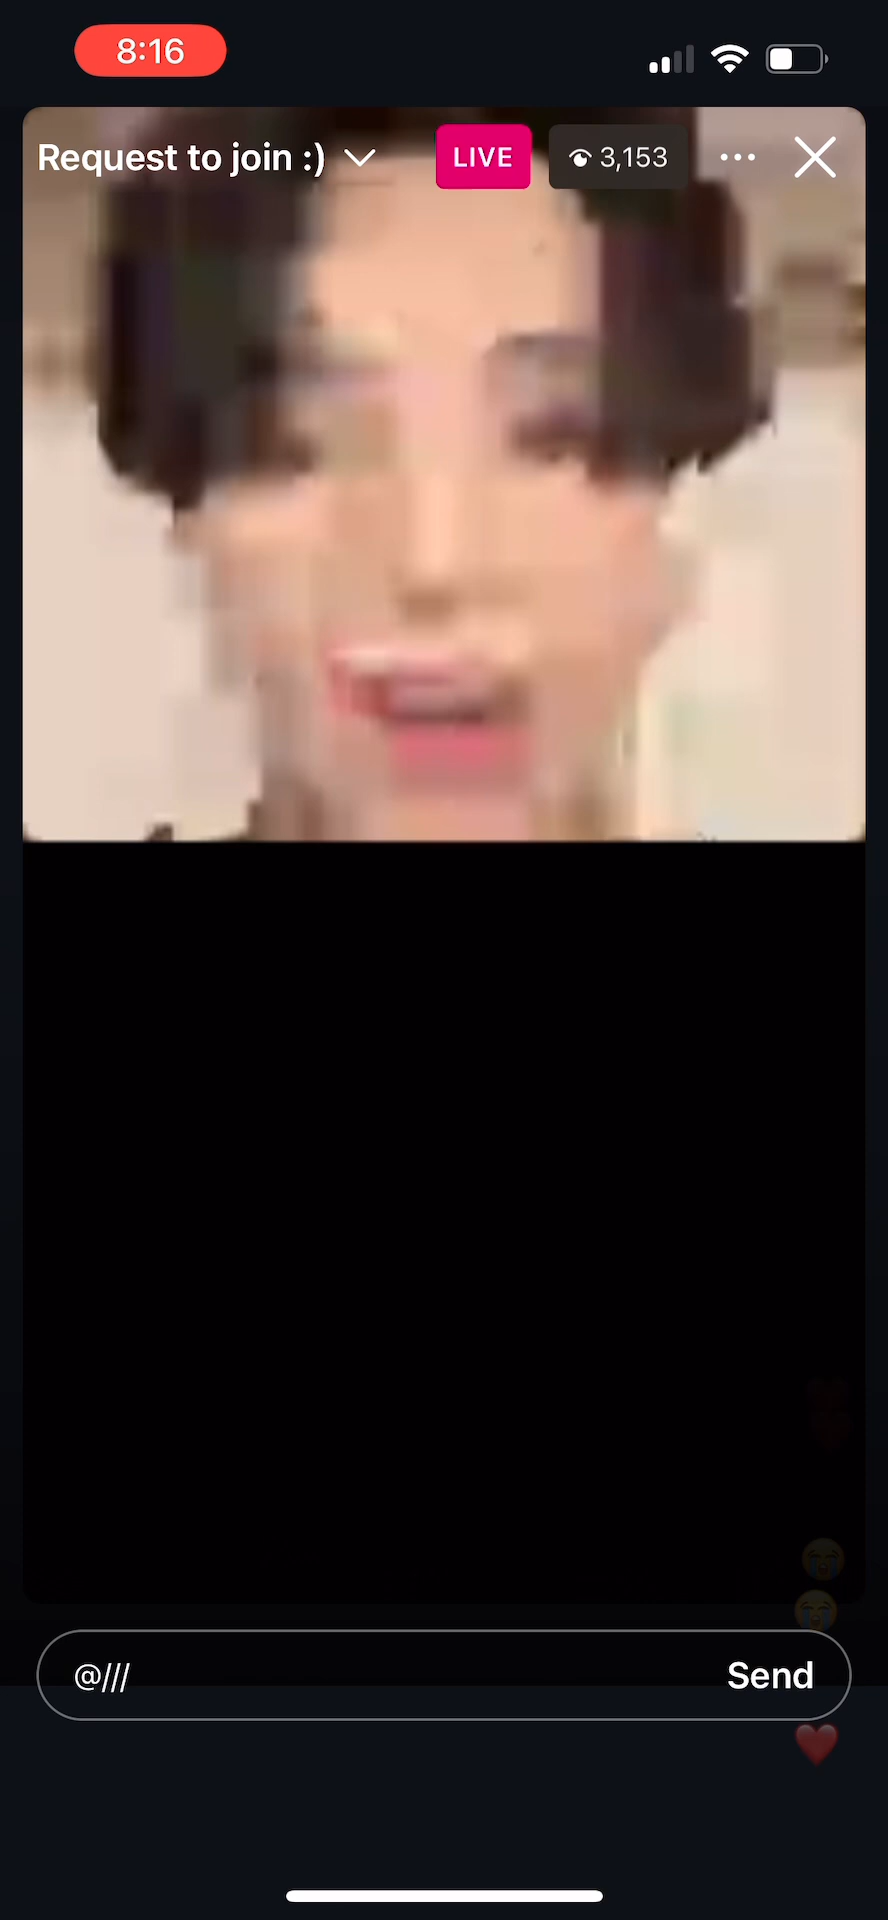 8:16
Request to join :)
LIVE
3,153
@///
Send